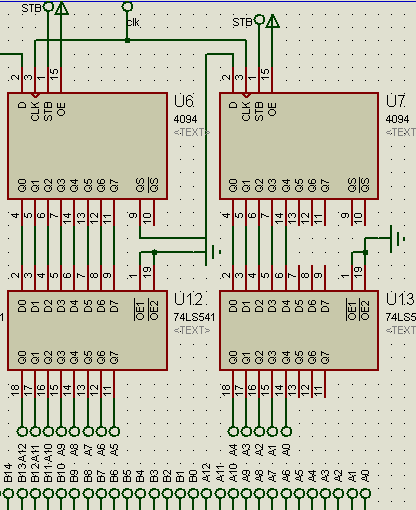 STB
clk
STB
2 3 1 15
2 3 1 15
D CLK STB OE
U6
D CLK STB OE
U7
4094
4094
<TEXT>
<TEXT>
Q0 Q1 Q2 Q3 Q4 Q5 Q6 Q7 QS QS
Q0 Q1 Q2 Q3 Q4 Q5 Q6 Q7 QS QS
4 5 6 7 14 13 12 11 9 10
4 5 6 7 14 13 12 11 9 10
2 3 4 5 6 7 8 9 1 19
2 3 4 5 6 7 8 9 1 19
D0 D1 D2 D3 D4 D5 D6 D7 OE1 OE2
U12
D0 D1 D2 D3 D4 D5 D6 D7 OE1 OE2
U13
74LS541
74LS541
<TEXT>
<TEXT>
Q0 Q1 Q2 Q3 Q4 Q5 Q6 Q7
Q0 Q1 Q2 Q3 Q4 Q5 Q6 Q7
18 17 16 15 14 13 12 11
18 17 16 15 14 13 12 11
A12 A11 A10 A9 A8 A7 A6 A5
A4 A3 A2 A1 A0
B14 B13 B12 B11 B10 B9 B8 B7 B6 B5 B4 B3 B2 B1 B0 A12 A11 A10 A9 A8 A7 A6 A5 A4 A3 A2 A1 A0